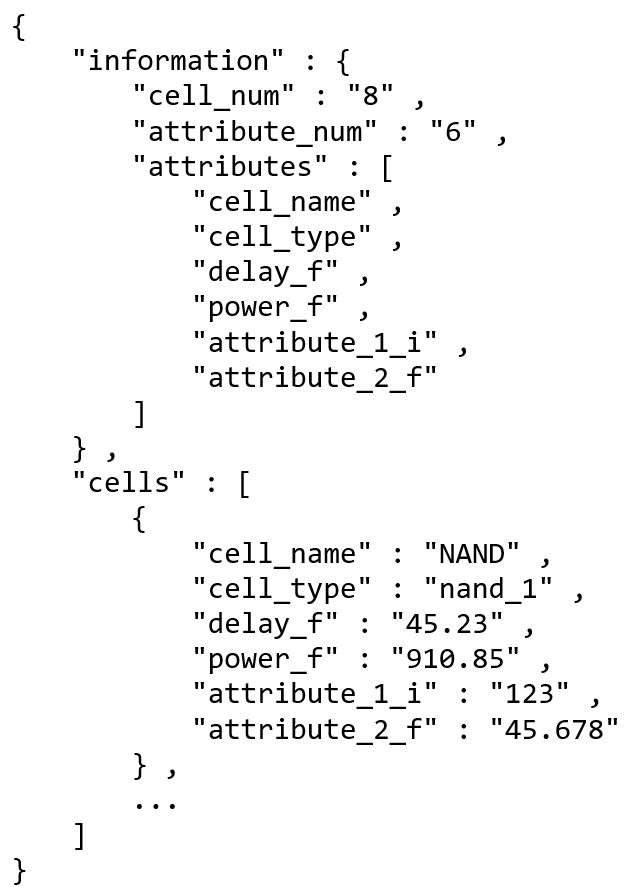 {
    "information" : {
        "cell_num" : "8" ,
        "attribute_num" : "6" ,
        "attributes" : [
            "cell_name" ,
            "cell_type" ,
            "delay_f" ,
            "power_f" ,
            "attribute_1_i" ,
            "attribute_2_f"
        ]
    } ,
    "cells" : [
        {
            "cell_name" : "NAND" ,
            "cell_type" : "nand_1" ,
            "delay_f" : "45.23" ,
            "power_f" : "910.85" ,
            "attribute_1_i" : "123" ,
            "attribute_2_f" : "45.678"
        } ,
        ...
    ]
}